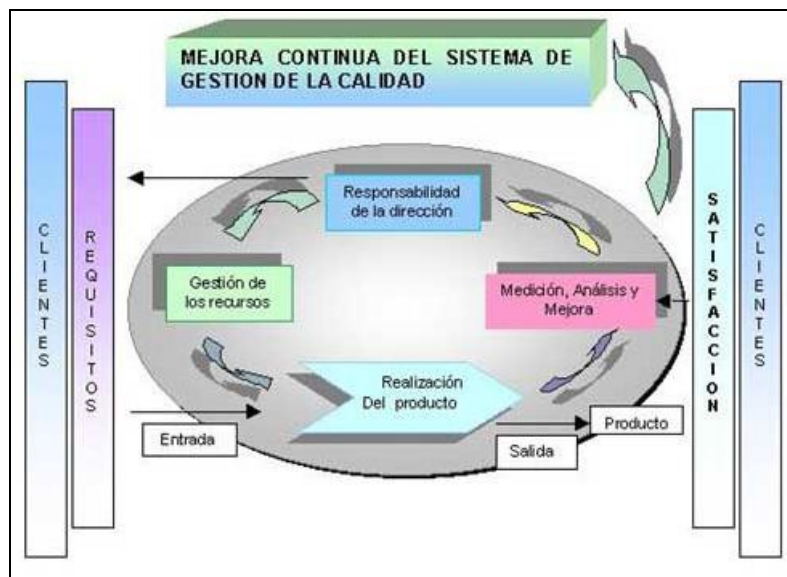 MEJORA CONTINUA DEL SISTEMA DE
GESTION DE LA CALIDAD
CLIENTES
REQUISITOS
Responsabilidad
de la dirección
Gestión de
los recursos
Medición, Análisis y
Mejora
Realización
Del producto
Entrada
Salida
Producto
SATISFACCION
CLIENTES